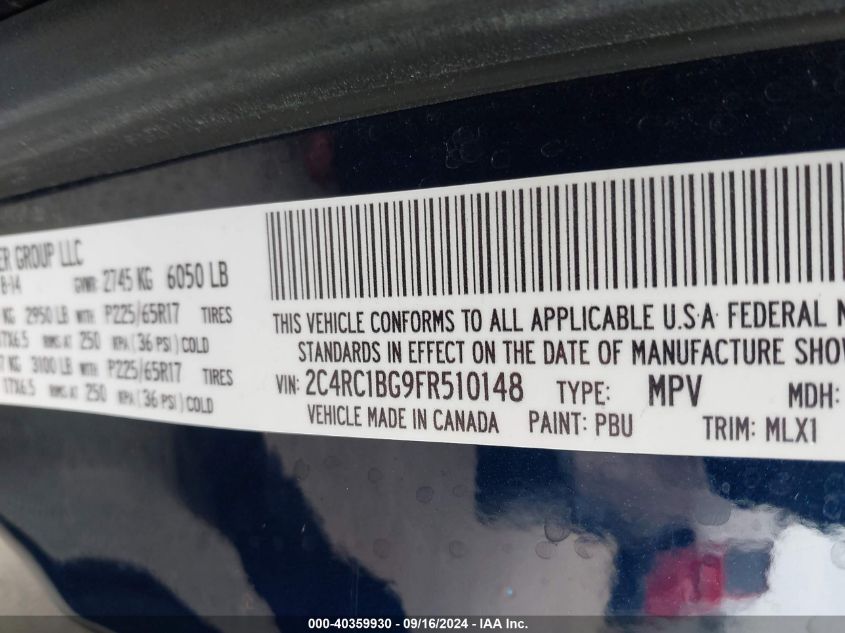 ER GROUP LLC
8-14 GVWR 2745 KG 6050 LB
KG 2950 LB WITH P225/65R17 TIRES
17X6.5 RIMS AT 250 KPA (36 PSI) COLD
KG 3100 LB WITH P225/65R17 TIRES
17X6.5 RIMS AT 250 KPA (36 PSI) COLD
THIS VEHICLE CONFORMS TO ALL APPLICABLE U.S.A FEDERAL
STANDARDS IN EFFECT ON THE DATE OF MANUFACTURE SHO
VIN: 2C4RC1BG9FR510148 TYPE: MPV MDH:
VEHICLE MADE IN CANADA PAINT: PBU TRIM: MLX1
000-40359930 - 09/16/2024 - IAA Inc.